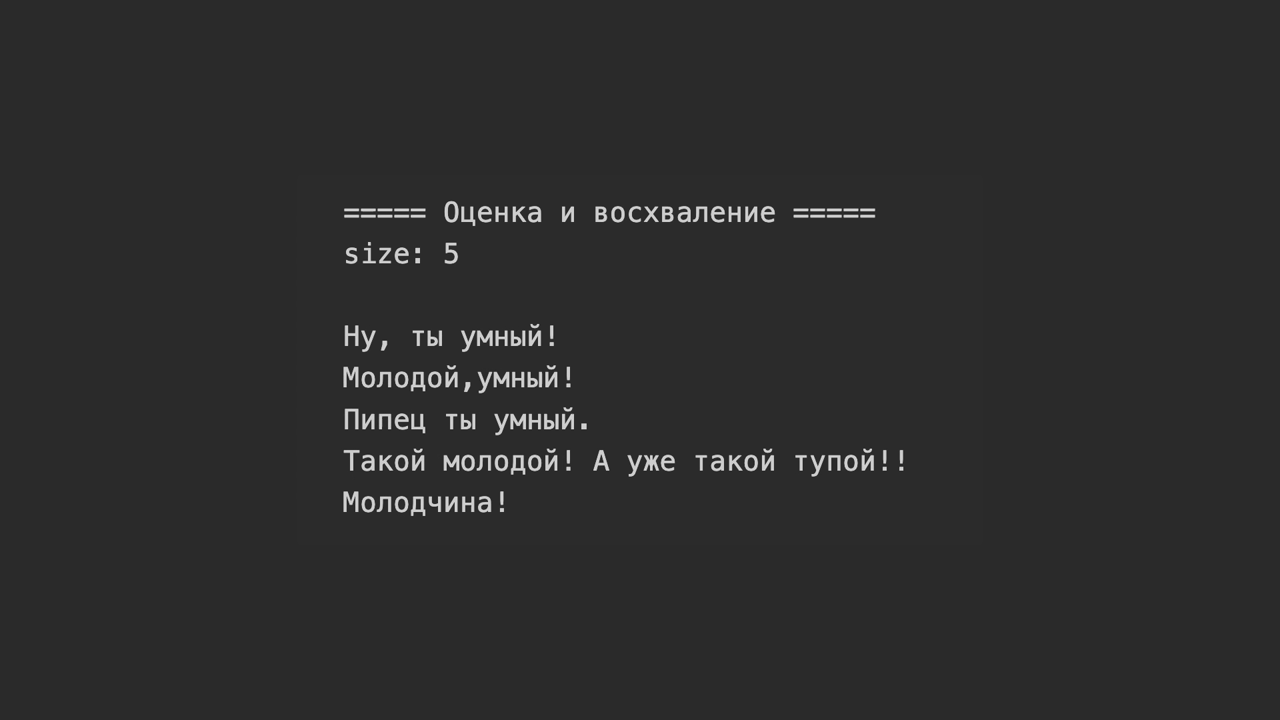 ===== Оценка и восхваление =====
size: 5
Ну, ты умный!
Молодой,умный!
Пипец ты умный.
Такой молодой! А уже такой тупой!!
Молодчина!